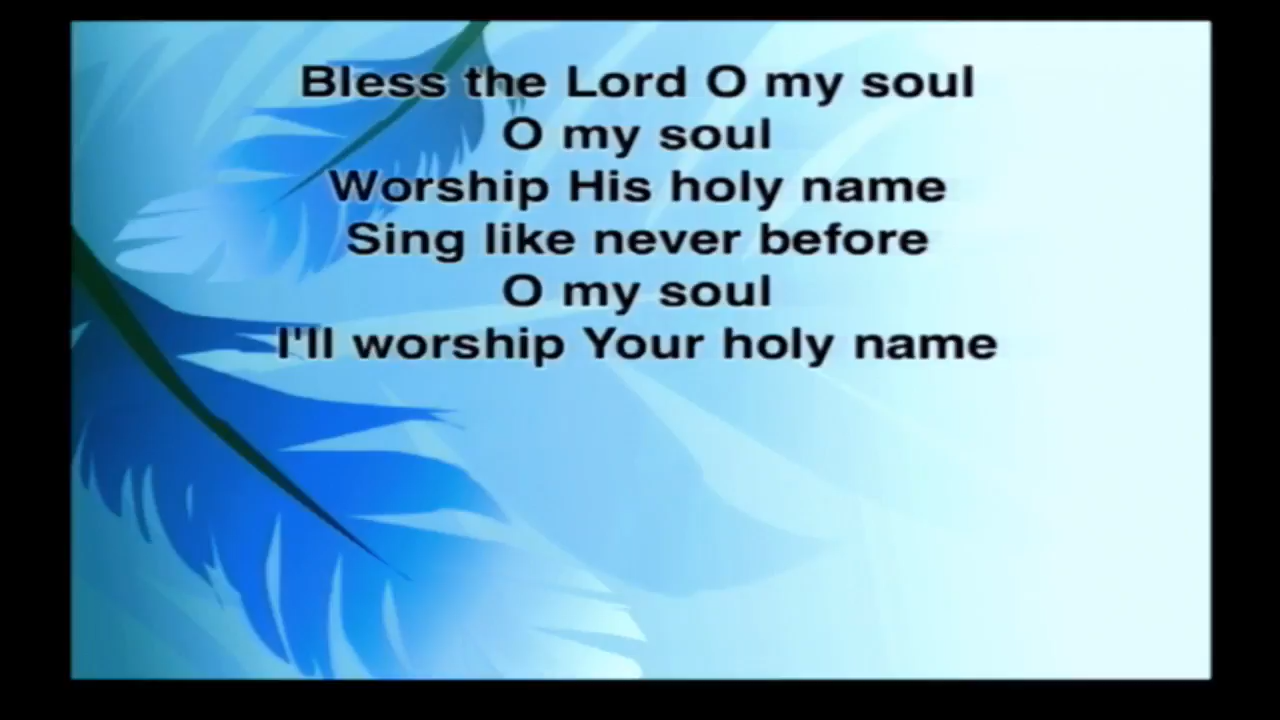 Bless the Lord O my soul
O my soul
Worship His holy name
Sing like never before
O my soul
I'll worship Your holy name